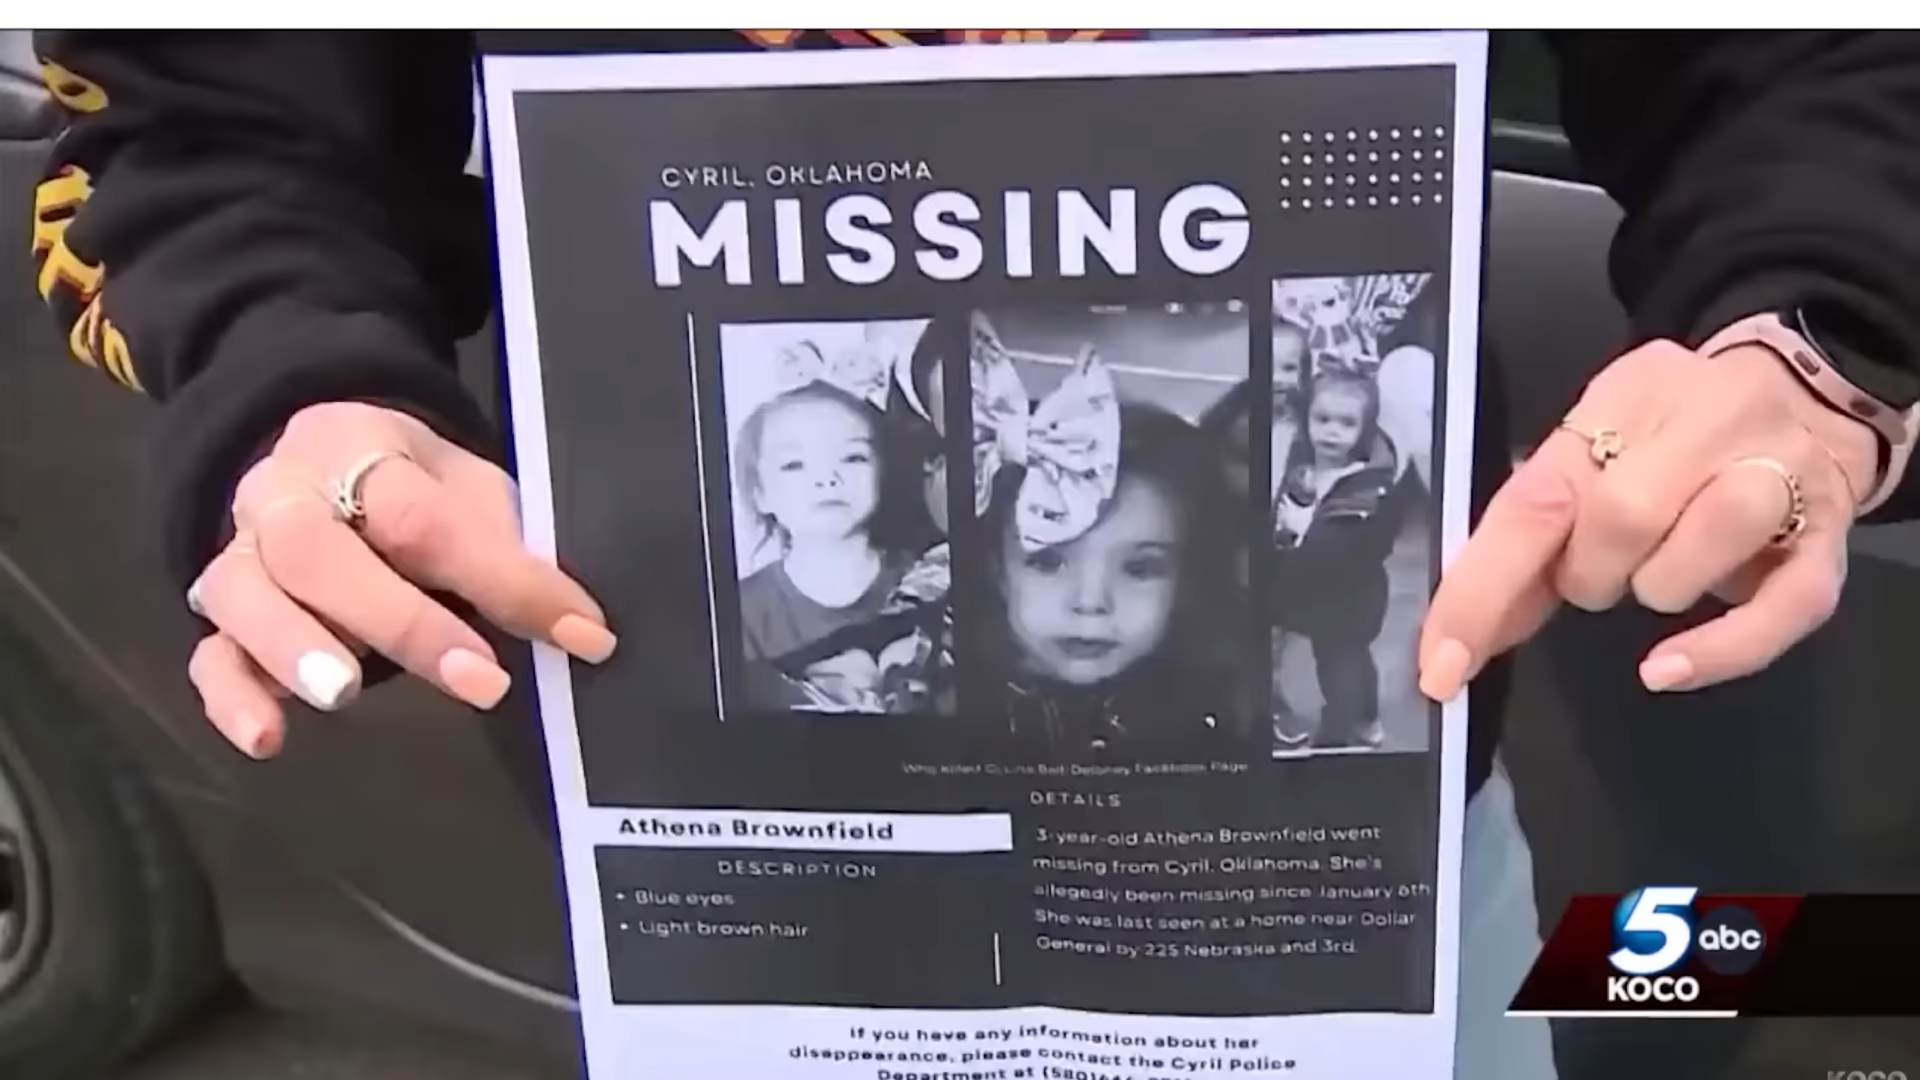 CYRIL, OKLAHOMA
MISSING
Athena Brownfield
DESCRIPTION
• Blue eyes
• Light brown hair
DETAILS
3-year-old Athena Brownfield went
missing from Cyril, Oklahoma. She's
allegedly been missing since January 6th
She was last seen at a home near Dollar
General by 225 Nebraska and 3rd.
If you have any information about her
disappearance, please contact the Cyril Police
Department at (580)
5 abc
KOCO
KOCO